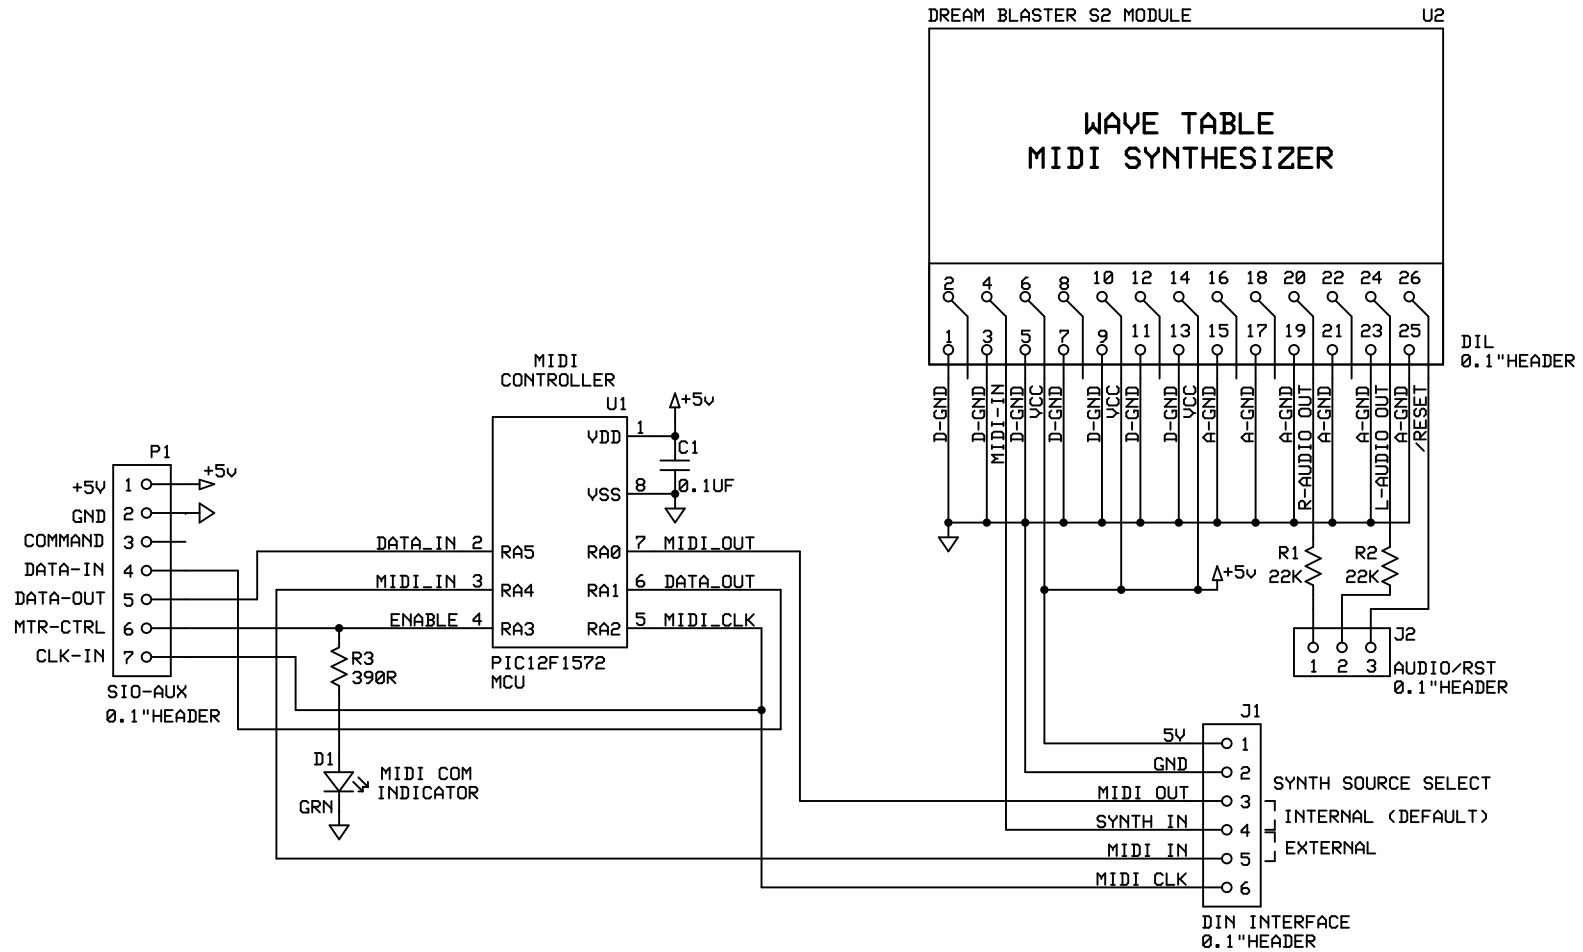 DREAM BLASTER S2 MODULE U2
WAVE TABLE
MIDI SYNTHESIZER
2 4 6 8 10 12 14 16 18 20 22 24 26
1 3 5 7 9 11 13 15 17 19 21 23 25
DIL
0.1"HEADER
D-GND
D-GND
MIDI-IN
D-GND
VCC
D-GND
D-GND
VCC
D-GND
D-GND
VCC
A-GND
A-GND
A-GND
R-AUDIO OUT
A-GND
A-GND
L-AUDIO OUT
A-GND
/RESET
MIDI
CONTROLLER
U1
+5v
VDD 1
C1
VSS 8
0.1UF
DATA_IN 2 RA5
RA0 7 MIDI_OUT
MIDI_IN 3 RA4
RA1 6 DATA_OUT
ENABLE 4 RA3
RA2 5 MIDI_CLK
PIC12F1572
MCU
P1
+5V 1 +5v
GND 2
COMMAND 3
DATA-IN 4
DATA-OUT 5
MTR-CTRL 6
CLK-IN 7
SIO-AUX
0.1"HEADER
R3
390R
D1
GRN
MIDI COM
INDICATOR
+5v
R1
22K
R2
22K
J2
1 2 3
AUDIO/RST
0.1"HEADER
J1
5V 1
GND 2
MIDI OUT 3
SYNTH IN 4
MIDI IN 5
MIDI CLK 6
SYNTH SOURCE SELECT
INTERNAL (DEFAULT)
EXTERNAL
DIN INTERFACE
0.1"HEADER